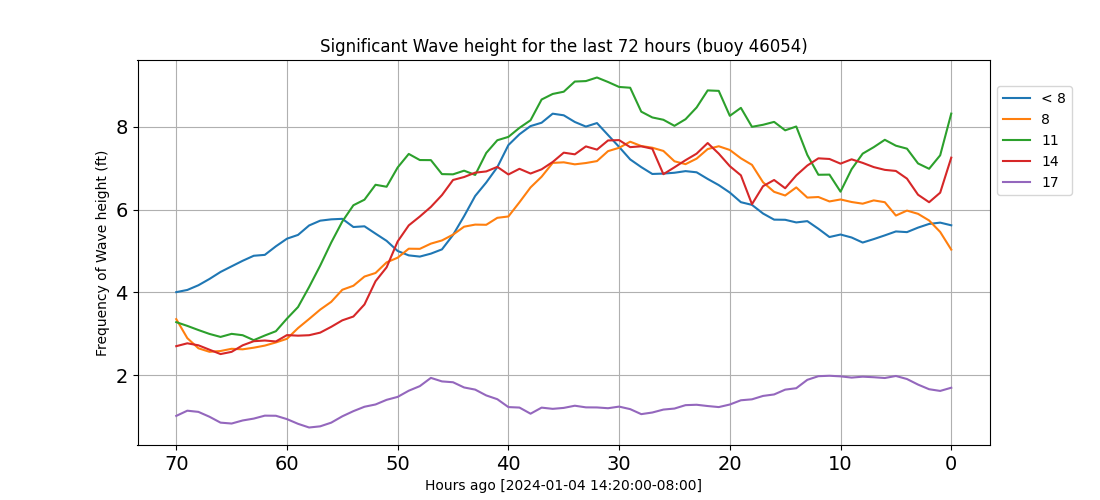 Significant Wave height for the last 72 hours (buoy 46054)
Frequency of Wave height (ft)
8
6
4
2
70 60 50 40 30 20 10 0
Hours ago [2024-01-04 14:20:00-08:00]
< 8
8
11
14
17